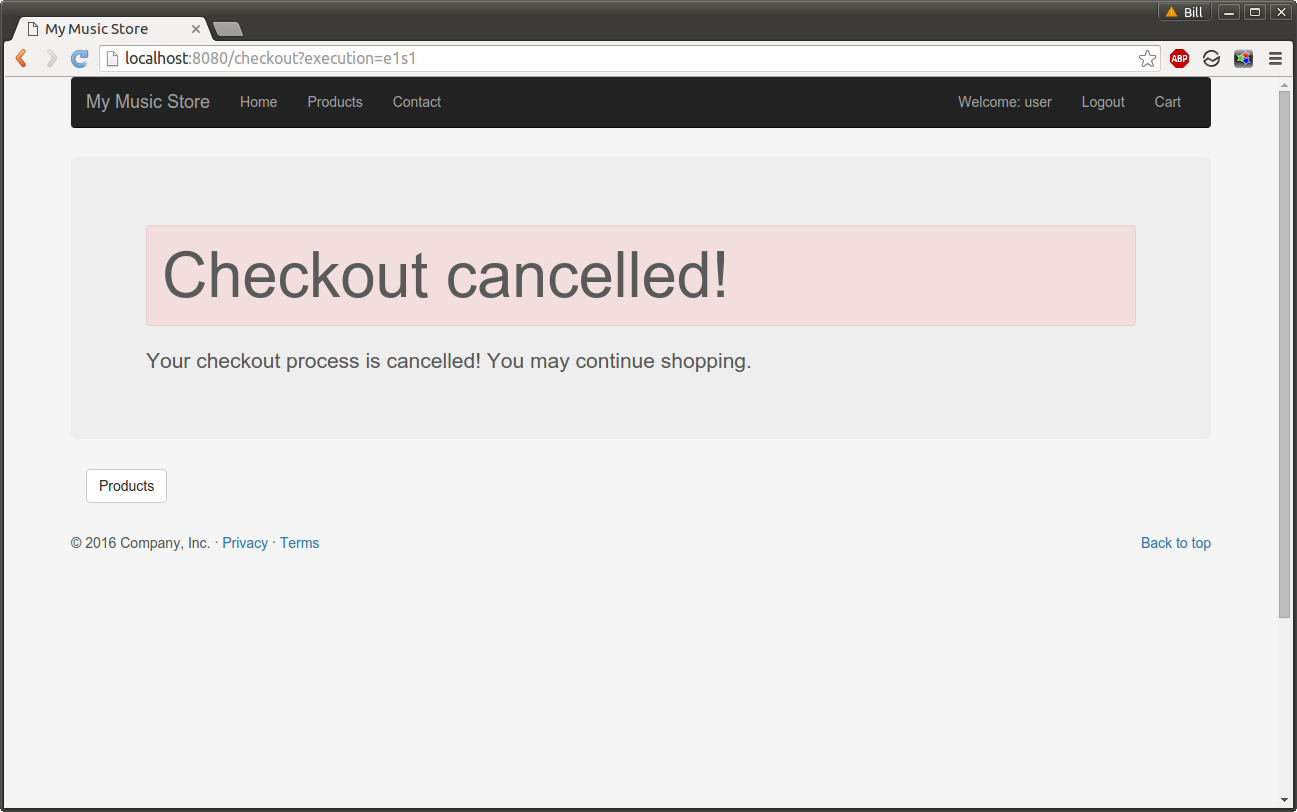 Bill
My Music Store
localhost:8080/checkout?execution=e1s1
ABP
My Music Store Home Products Contact Welcome: user Logout Cart
Checkout cancelled!
Your checkout process is cancelled! You may continue shopping.
Products
© 2016 Company, Inc. · Privacy · Terms Back to top